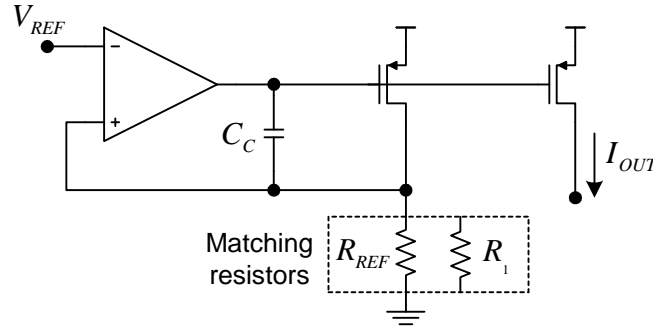 V_REF
−
+
C_C
I_OUT
Matching
resistors
R_REF
R_1